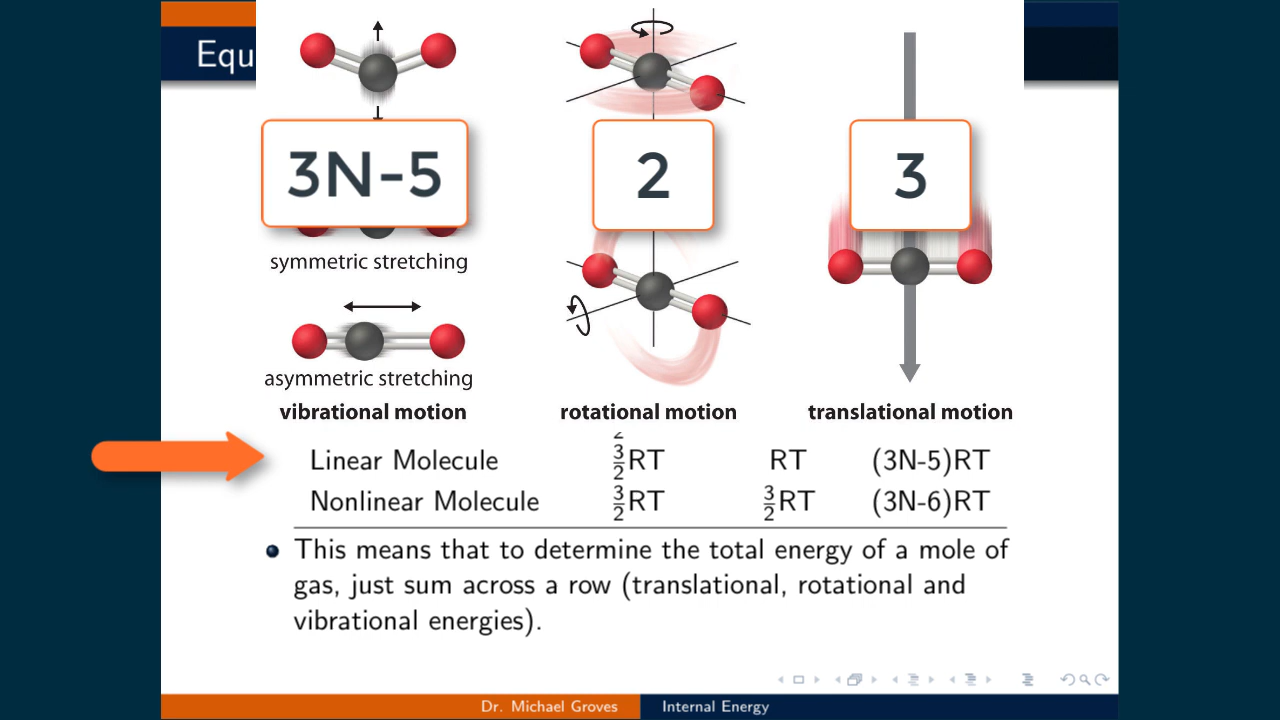 Equ
3N-5
2
3
symmetric stretching
asymmetric stretching
vibrational motion
rotational motion
translational motion
Linear Molecule 3/2RT RT (3N-5)RT
Nonlinear Molecule 3/2RT 3/2RT (3N-6)RT
This means that to determine the total energy of a mole of
gas, just sum across a row (translational, rotational and
vibrational energies).
Dr. Michael Groves Internal Energy